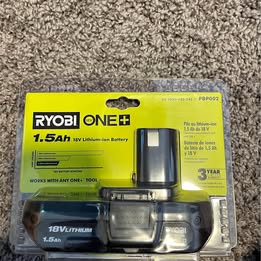 PBP002
RYOBI ONE+
1.5Ah 18V Lithium-ion Battery
Pile au lithium-ion
1,5 Ah de 18 V
Batería de iones
de litio de 1,5 Ah
y 18 V
3 YEAR
WORKS WITH ANY ONE+ TOOL
18V LITHIUM
1.5Ah